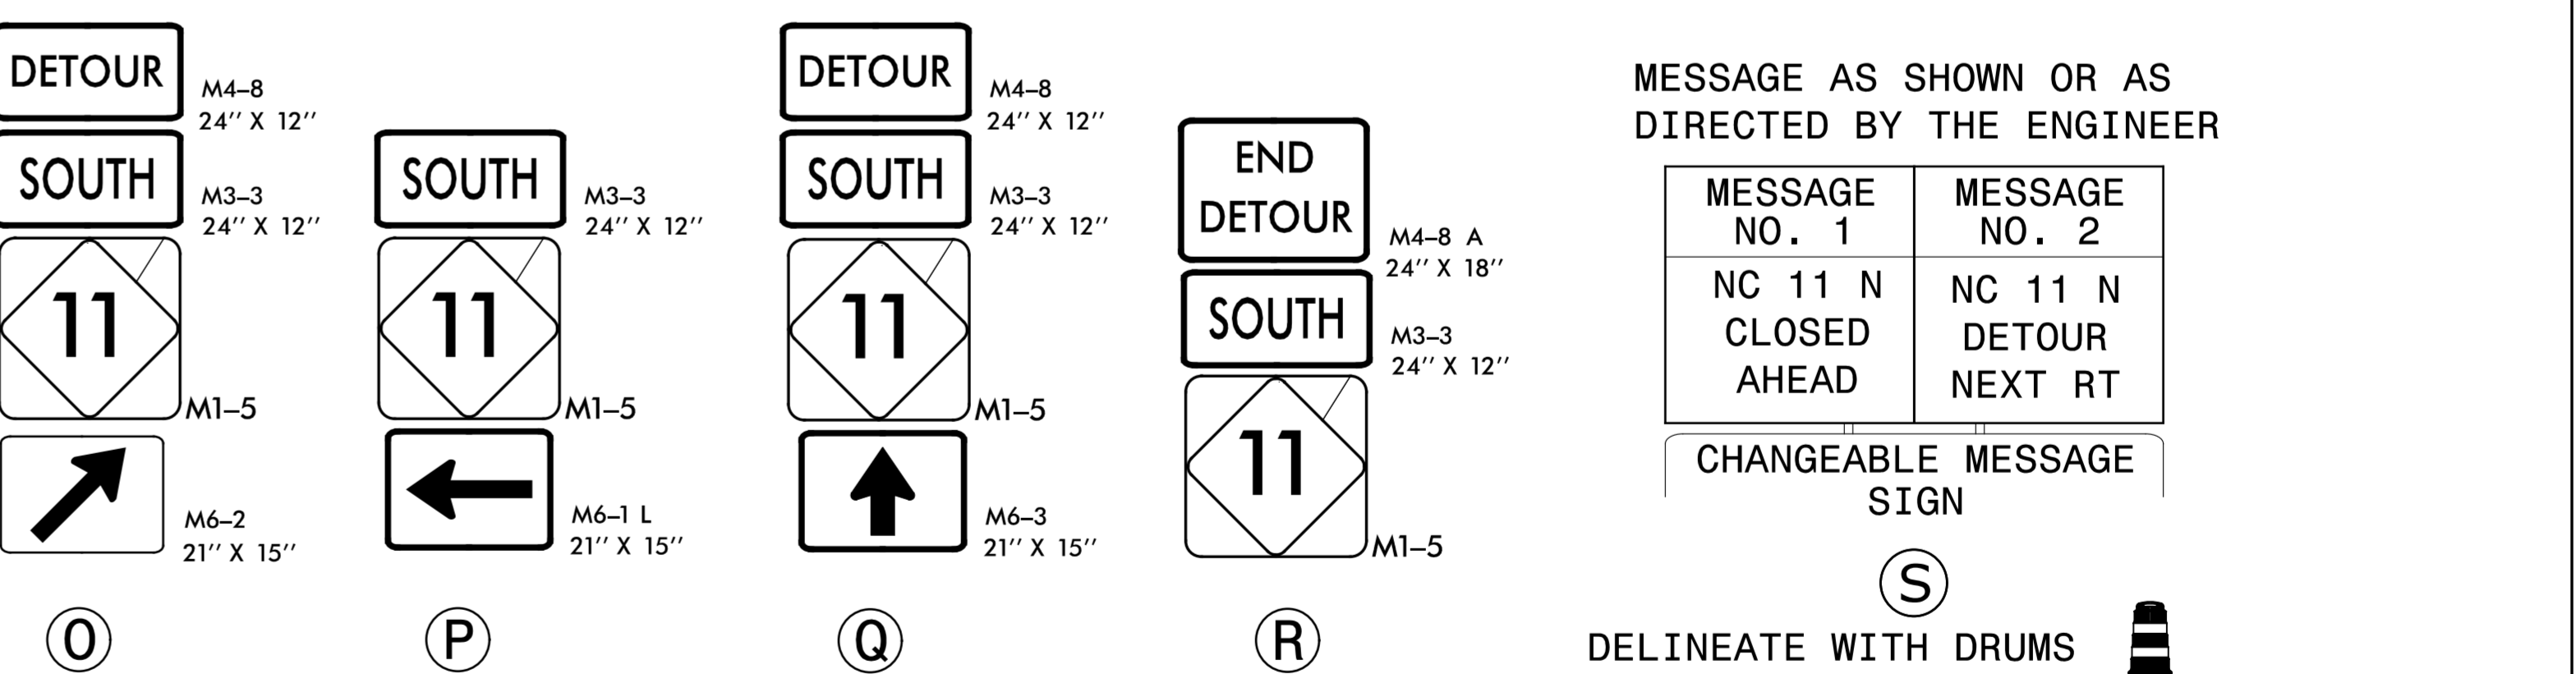 DETOUR
M4-8
24'' X 12''
SOUTH
M3-3
24'' X 12''
11
M1-5
M6-2
21'' X 15''
O
SOUTH
M3-3
24'' X 12''
11
M1-5
M6-1 L
21'' X 15''
P
DETOUR
M4-8
24'' X 12''
SOUTH
M3-3
24'' X 12''
11
M1-5
M6-3
21'' X 15''
Q
END
DETOUR
M4-8 A
24'' X 18''
SOUTH
M3-3
24'' X 12''
11
M1-5
R
MESSAGE AS SHOWN OR AS
DIRECTED BY THE ENGINEER
MESSAGE
NO. 1
NC 11 N
CLOSED
AHEAD
MESSAGE
NO. 2
NC 11 N
DETOUR
NEXT RT
CHANGEABLE MESSAGE
SIGN
S
DELINEATE WITH DRUMS